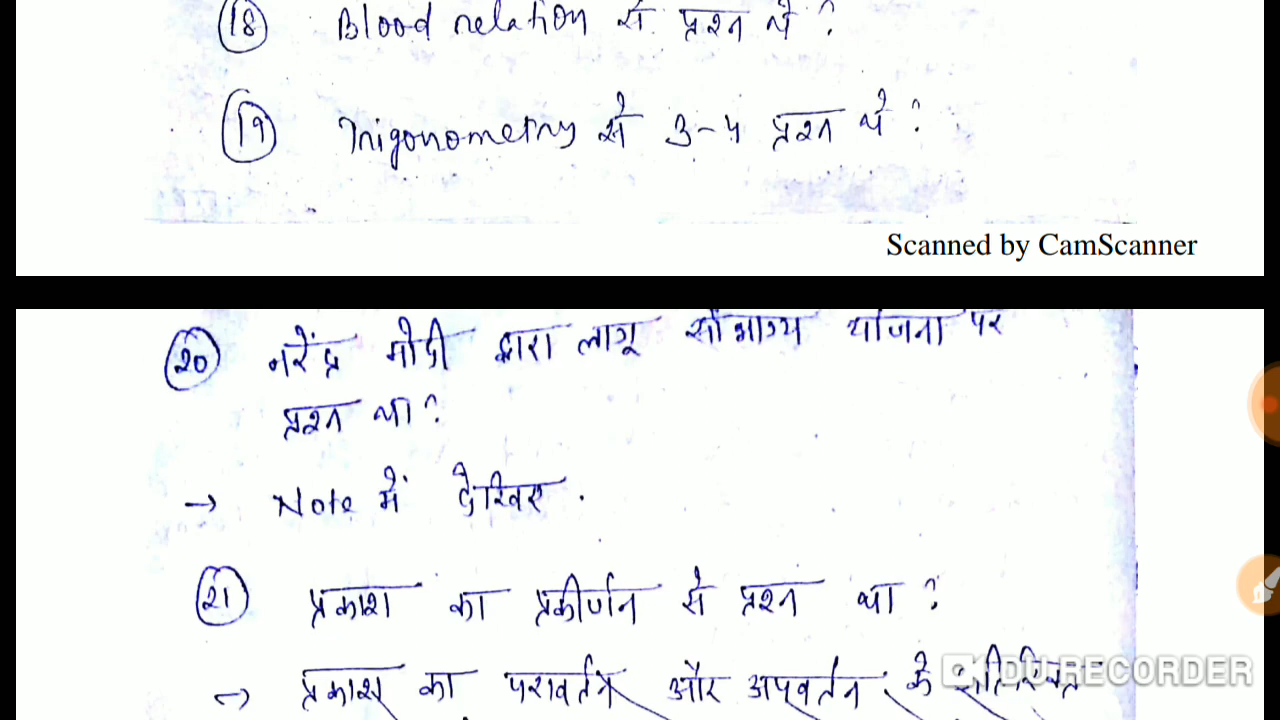 (18) Blood relation से प्रश्न थे?
(19) Trigonometry से 3-4 प्रश्न थे?
Scanned by CamScanner
(20) नरेंद्र मोदी द्वारा लागू सौभाग्य योजना पर
प्रश्न था?
→ Note में देखिए.
(21) प्रकाश का प्रकीर्णन से प्रश्न था?
→ प्रकाश का परावर्तन और अपवर्तन के अतिरिक्त
DU RECORDER